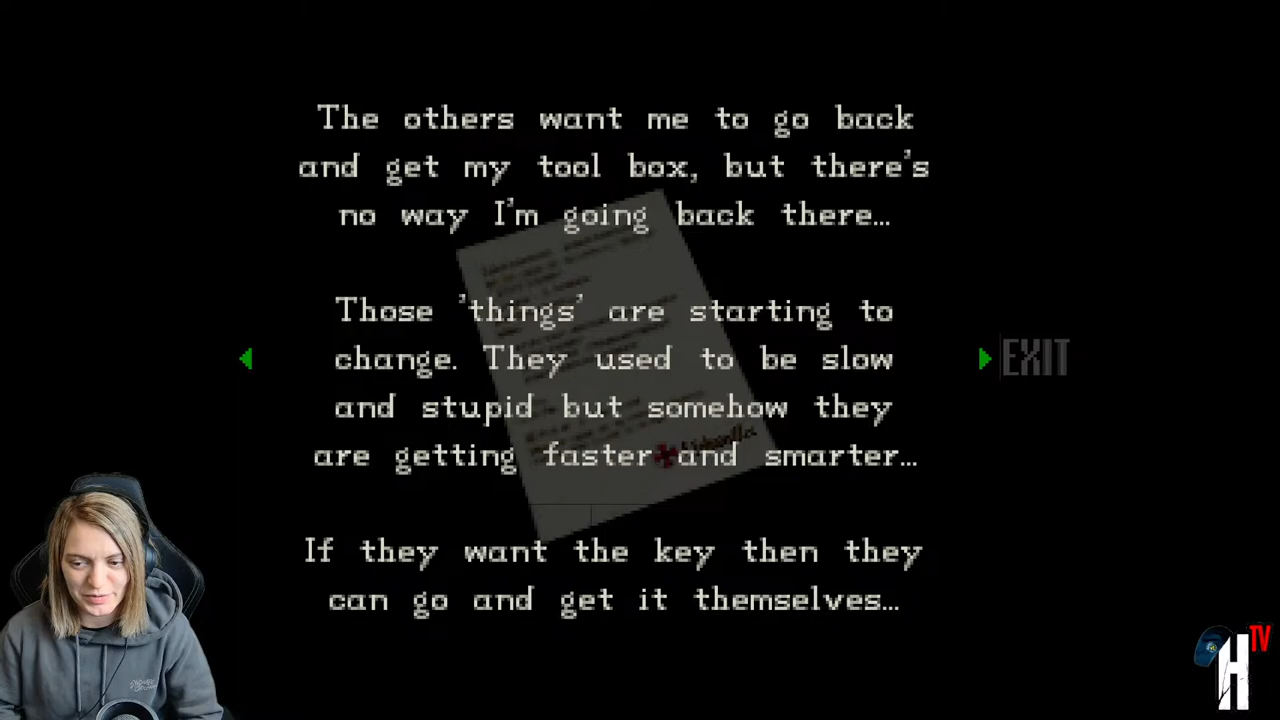 The others want me to go back
and get my tool box, but there's
no way I'm going back there...
Those 'things' are starting to
change. They used to be slow
and stupid but somehow they
are getting faster and smarter...
If they want the key then they
can go and get it themselves...
EXIT
H TV